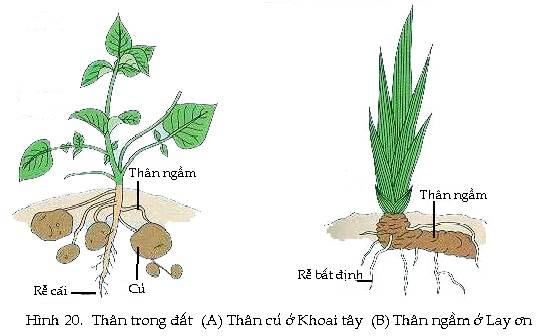 Thân ngầm
Thân ngầm
Rễ bất định
Rễ cái
Củ
Hình 20. Thân trong đất (A) Thân củ ở Khoai tây (B) Thân ngầm ở Lay ơn